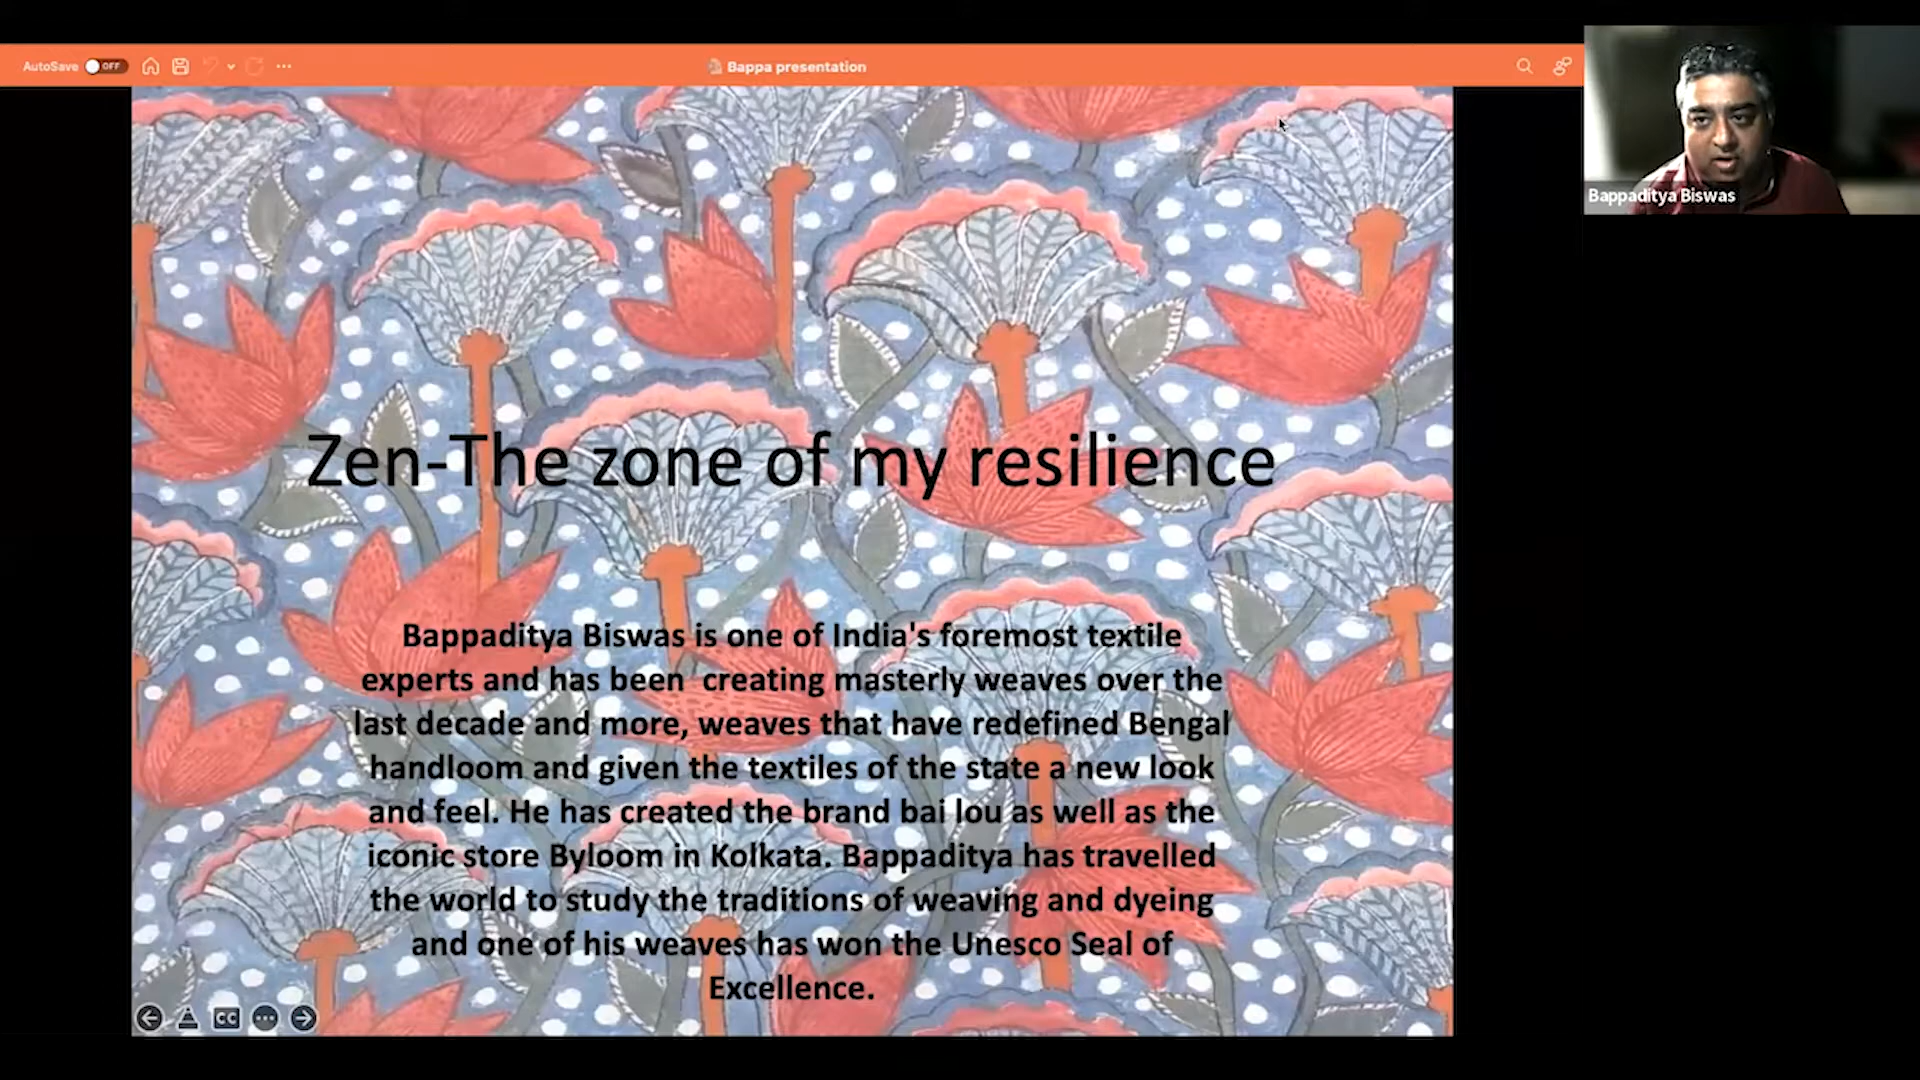 AutoSave OFF
Bappa presentation
Bappaditya Biswas
Zen-The zone of my resilience
Bappaditya Biswas is one of India's foremost textile
experts and has been  creating masterly weaves over the
last decade and more, weaves that have redefined Bengal
handloom and given the textiles of the state a new look
and feel. He has created the brand bai lou as well as the
iconic store Byloom in Kolkata. Bappaditya has travelled
the world to study the traditions of weaving and dyeing
and one of his weaves has won the Unesco Seal of
Excellence.
CC